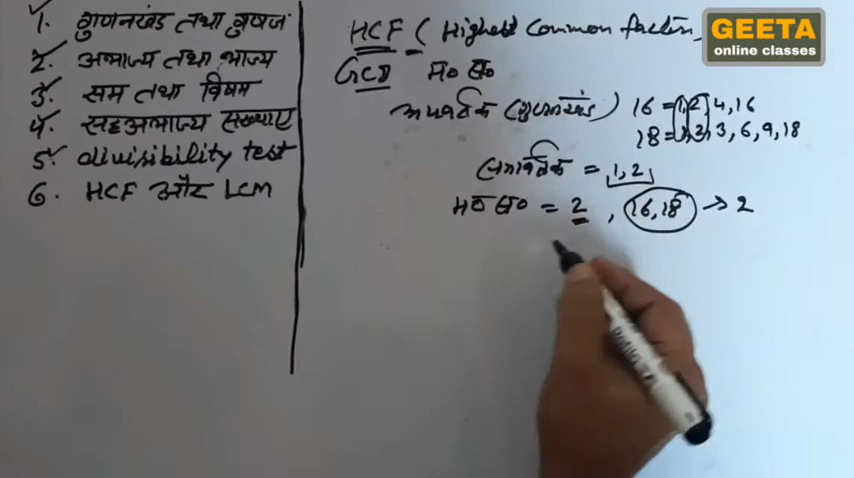 1. गुणनखंड तथा गुणज
2. अभाज्य तथा भाज्य
3. सम तथा विषम
4. सहअभाज्य संख्याए
5. divisibility test
6. HCF और LCM
HCF ( Highest Common factor,
GCD म० स०
अपवर्तक (गुणनखंड) 16 = 1, 2, 4, 16
18 = 1, 2, 3, 6, 9, 18
समापवर्तक = 1, 2
म० स० = 2, 16, 18 → 2
GEETA
online classes